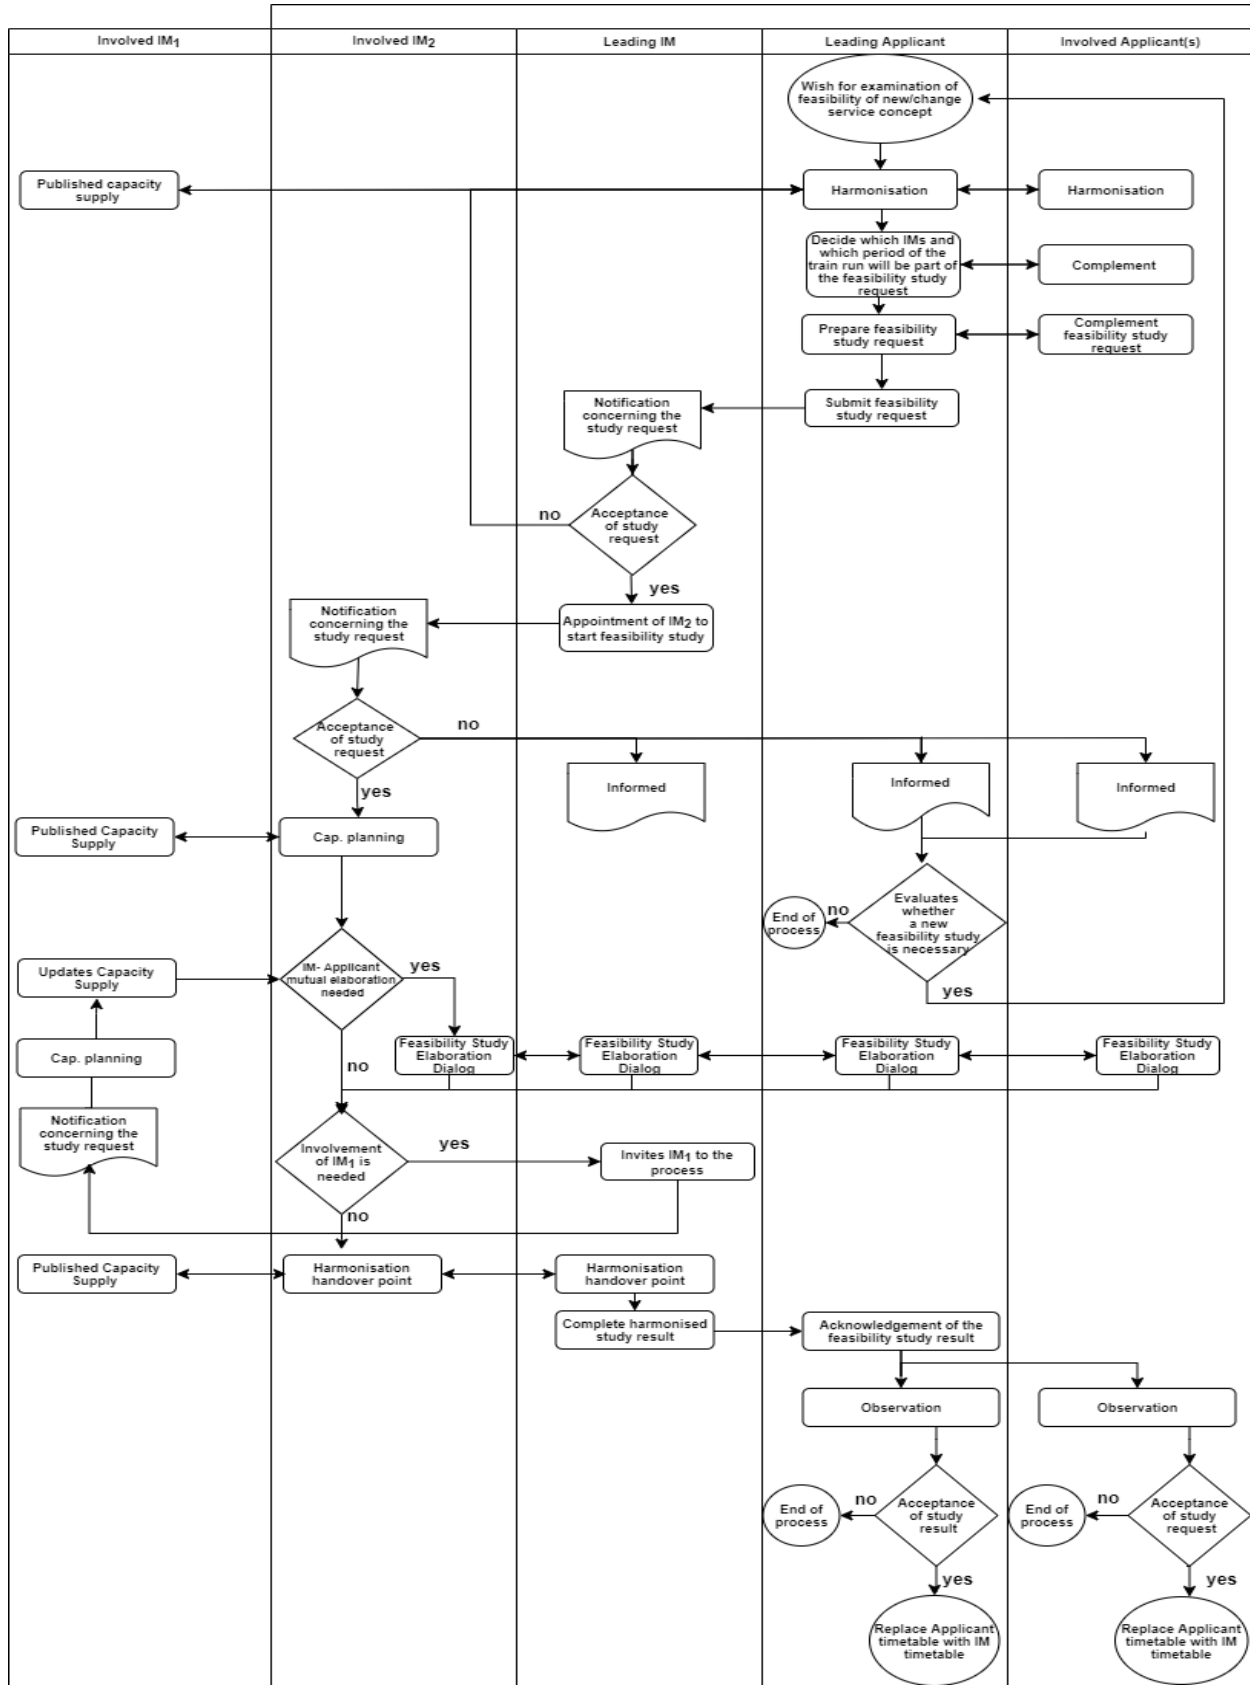 Involved IM1
Involved IM2
Leading IM
Leading Applicant
Involved Applicant(s)
Wish for examination of
feasibility of new/change
service concept
Published capacity
supply
Harmonisation
Harmonisation
Decide which IMs and
which period of the
train run will be part of
the feasibility study
request
Complement
Prepare feasibility
study request
Complement
feasibility study
request
Notification
concerning the
study request
Submit feasibility
study request
no
Acceptance
of study
request
yes
Notification
concerning the
study request
Appointment of IM2 to
start feasibility study
Acceptance
of study
request
no
yes
Informed
Informed
Informed
Published Capacity
Supply
Cap. planning
End of
process
no
Evaluates
whether
a new
feasibility study
is necessary
yes
Updates Capacity
Supply
IM- Applicant
mutual elaboration
needed
yes
no
Cap. planning
Feasibility Study
Elaboration
Dialog
Feasibility Study
Elaboration
Dialog
Feasibility Study
Elaboration
Dialog
Feasibility Study
Elaboration
Dialog
Notification
concerning the
study request
Involvement
of IM1 is
needed
yes
Invites IM1 to the
process
no
Published Capacity
Supply
Harmonisation
handover point
Harmonisation
handover point
Complete harmonised
study result
Acknowledgement of the
feasibility study result
Observation
Observation
End of
process
no
Acceptance
of study
result
yes
End of
process
no
Acceptance
of study
request
yes
Replace Applicant
timetable with IM
timetable
Replace Applicant
timetable with IM
timetable